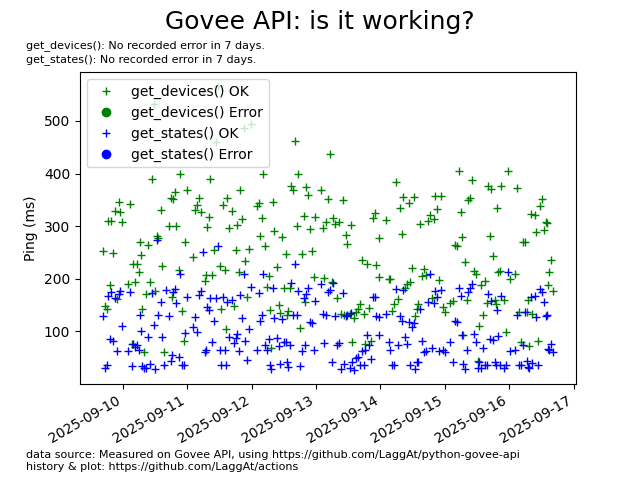 Govee API: is it working?
get_devices(): No recorded error in 7 days.
get_states(): No recorded error in 7 days.
get_devices() OK
get_devices() Error
get_states() OK
get_states() Error
Ping (ms)
500
400
300
200
100
2025-09-10
2025-09-11
2025-09-12
2025-09-13
2025-09-14
2025-09-15
2025-09-16
2025-09-17
data source: Measured on Govee API, using https://github.com/LaggAt/python-govee-api
history & plot: https://github.com/LaggAt/actions